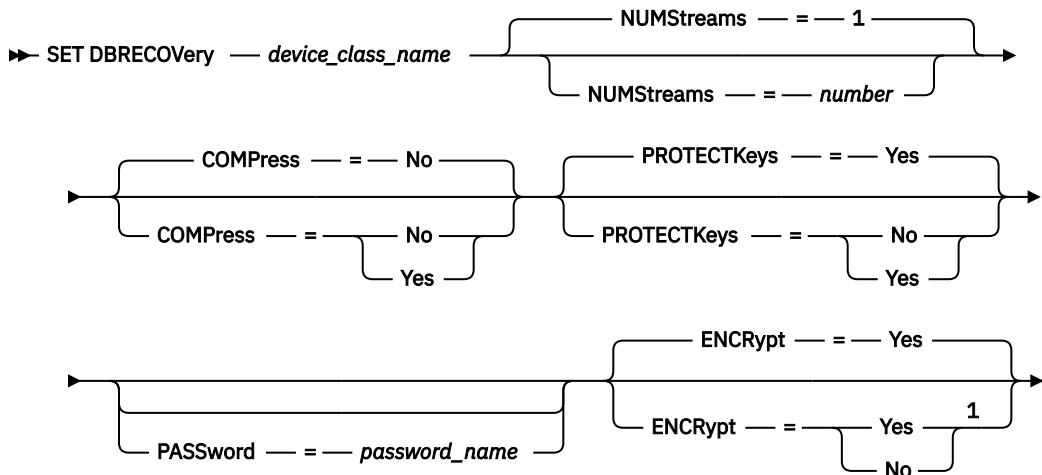 NUMStreams = 1
SET DBRECOVery device_class_name
NUMStreams = number
COMPress = No PROTECTKeys = Yes
COMPress = No PROTECTKeys = No
Yes Yes
ENCRypt = Yes
ENCRypt = Yes 1
PASSword = password_name
No